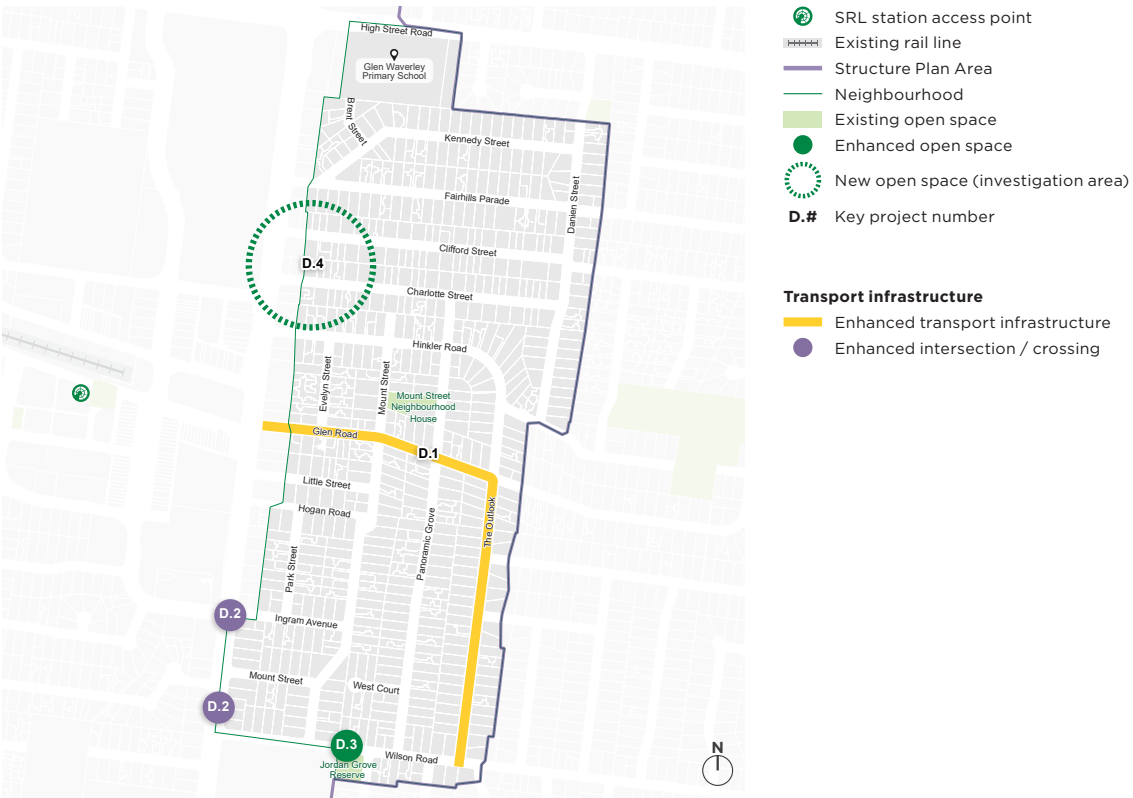 High Street Road
Glen Waverley
Primary School
Brent Street
Kennedy Street
Danien Street
Fairhills Parade
Clifford Street
D.4
Charlotte Street
Hinkler Road
Evelyn Street
Mount Street
Mount Street
Neighbourhood
House
Glen Road
D.1
Little Street
Hogan Road
The Outlook
Panoramic Grove
Park Street
D.2
Ingram Avenue
Mount Street
West Court
D.2
D.3
Wilson Road
Jordan Grove
Reserve
N
SRL station access point
Existing rail line
Structure Plan Area
Neighbourhood
Existing open space
Enhanced open space
New open space (investigation area)
D.# Key project number
Transport infrastructure
Enhanced transport infrastructure
Enhanced intersection / crossing